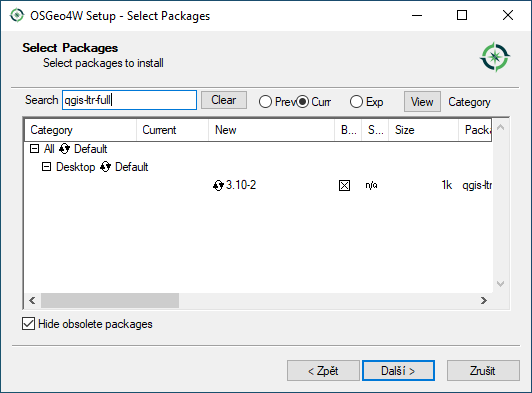 OSGeo4W Setup - Select Packages
Select Packages
Select packages to install
Search qgis-ltr-full Clear Prev Curr Exp View Category
Category Current New B... S... Size Packa
All Default
Desktop Default
3.10-2 n/a 1k qgis-ltr
Hide obsolete packages
< Zpět Další > Zrušit